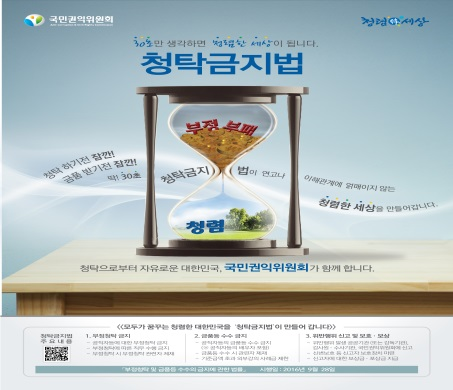 국민권익위원회
청렴 세상
30초만 생각하면 청렴한 세상이 됩니다.
청탁금지법
부정 부패
청탁 하기전 잠깐!
금품 받기전 잠깐!
딱! 30초
청탁금지법이 연고나
이해관계에 얽매이지 않는
청렴한 세상을 만들어갑니다.
청렴
청탁으로부터 자유로운 대한민국, 국민권익위원회가 함께 합니다.
<<모두가 꿈꾸는 청렴한 대한민국을 '청탁금지법'이 만들어 갑니다>>
청탁금지법
주요내용
1. 부정청탁 금지
2. 금품등 수수 금지
3. 위반행위 신고 및 보호·보상
「부정청탁 및 금품등 수수의 금지에 관한 법률」 시행일 : 2016년 9월 28일